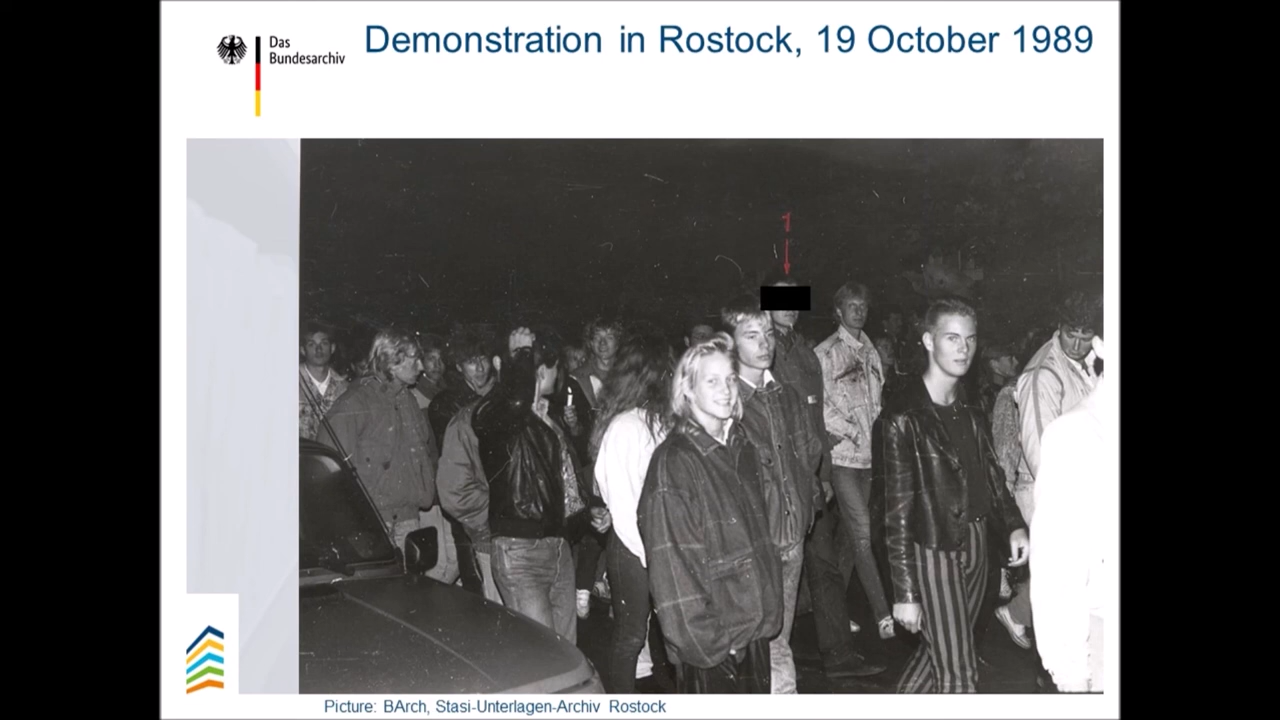 Das
Bundesarchiv
Demonstration in Rostock, 19 October 1989
1
Picture: BArch, Stasi-Unterlagen-Archiv Rostock